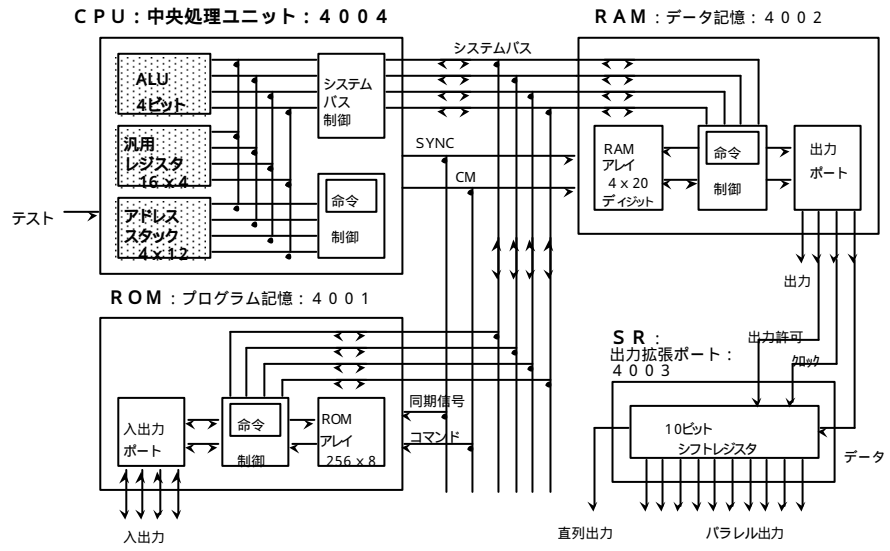 CPU：中央処理ユニット：4004
RAM：データ記憶：4002
システムバス
ALU
4ビット
システム
バス
制御
汎用
レジスタ
16 x 4
SYNC
CM
RAM
アレイ
4 x 20
ディジット
命令
制御
出力
ポート
命令
制御
テスト
アドレス
スタック
4 x 12
出力
ROM：プログラム記憶：4001
SR：
出力拡張ポート：
4003
出力許可
クロック
同期信号
コマンド
入出力
ポート
命令
制御
ROM
アレイ
256 x 8
10ビット
シフトレジスタ
データ
入出力
直列出力
パラレル出力